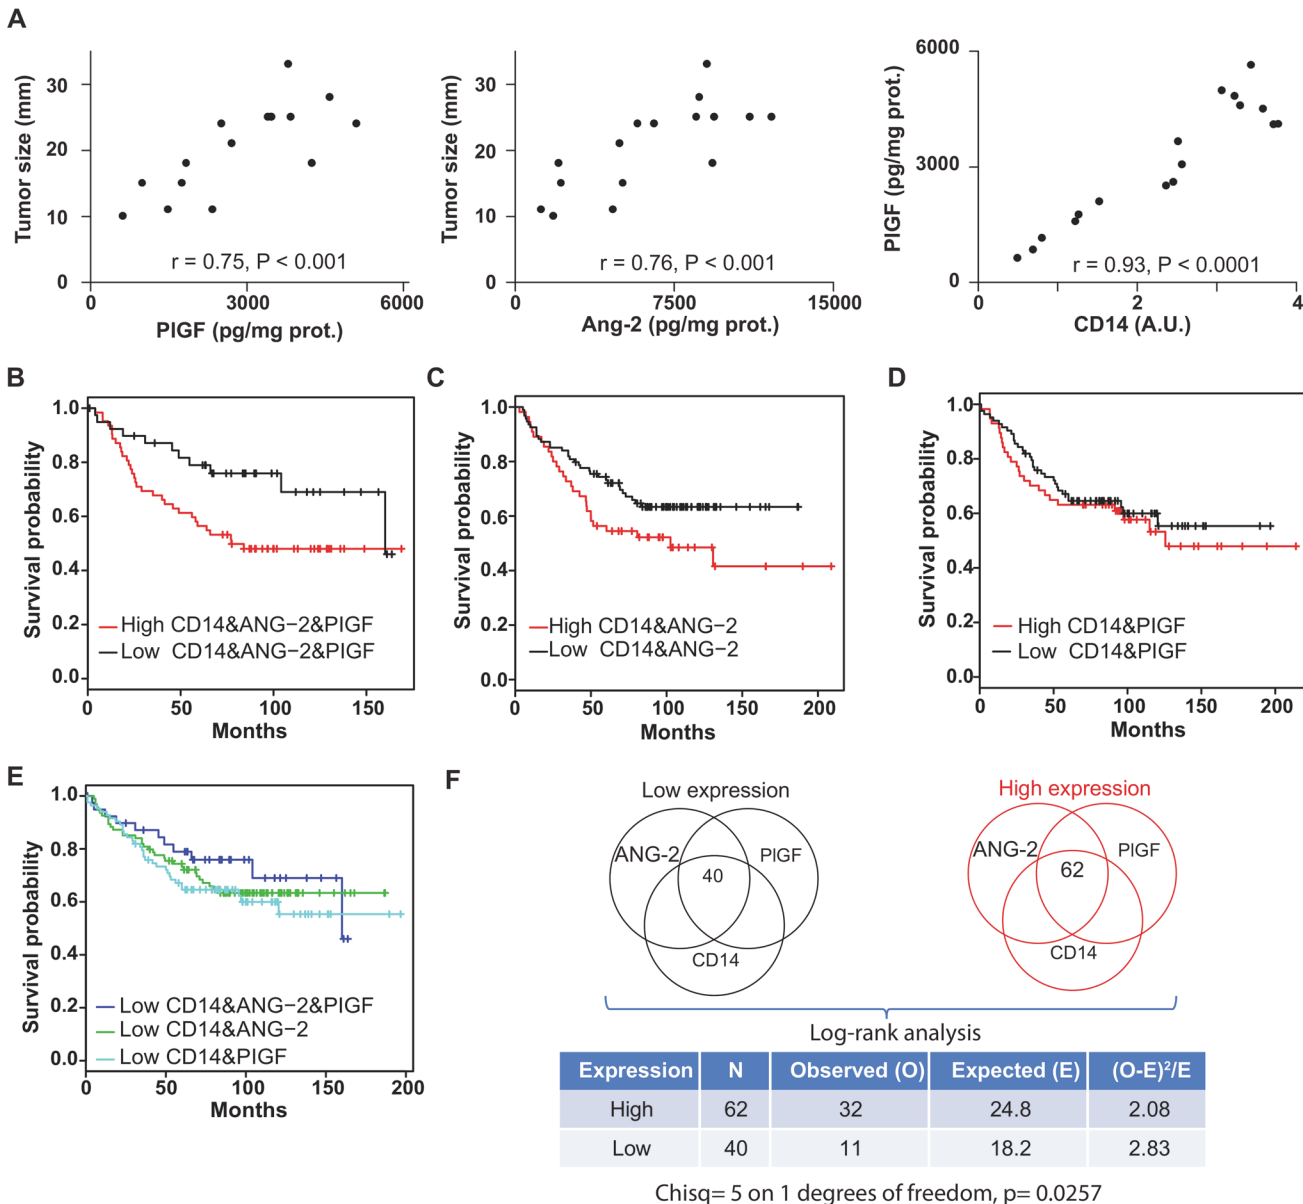 A
Tumor size (mm)
30
20
10
0
r = 0.75, P < 0.001
0
3000
6000
PIGF (pg/mg prot.)
Tumor size (mm)
30
20
10
0
r = 0.76, P < 0.001
0
7500
15000
Ang-2 (pg/mg prot.)
PIGF (pg/mg prot.)
6000
3000
0
r = 0.93, P < 0.0001
0
2
4
CD14 (A.U.)
B
Survival probability
1.0
0.8
0.6
0.4
0.2
0.0
High CD14&ANG−2&PIGF
Low CD14&ANG−2&PIGF
0
50
100
150
Months
C
Survival probability
1.0
0.8
0.6
0.4
0.2
0.0
High CD14&ANG−2
Low CD14&ANG−2
0
50
100
150
200
Months
D
Survival probability
1.0
0.8
0.6
0.4
0.2
0.0
High CD14&PIGF
Low CD14&PIGF
0
50
100
150
200
Months
E
Survival probability
1.0
0.8
0.6
0.4
0.2
0.0
Low CD14&ANG−2&PIGF
Low CD14&ANG−2
Low CD14&PIGF
0
50
100
150
200
Months
F
Low expression
ANG-2
PIGF
40
CD14
High expression
ANG-2
PIGF
62
CD14
Log-rank analysis
Expression N Observed (O) Expected (E) (O-E)²/E
High 62 32 24.8 2.08
Low 40 11 18.2 2.83
Chisq= 5 on 1 degrees of freedom, p= 0.0257